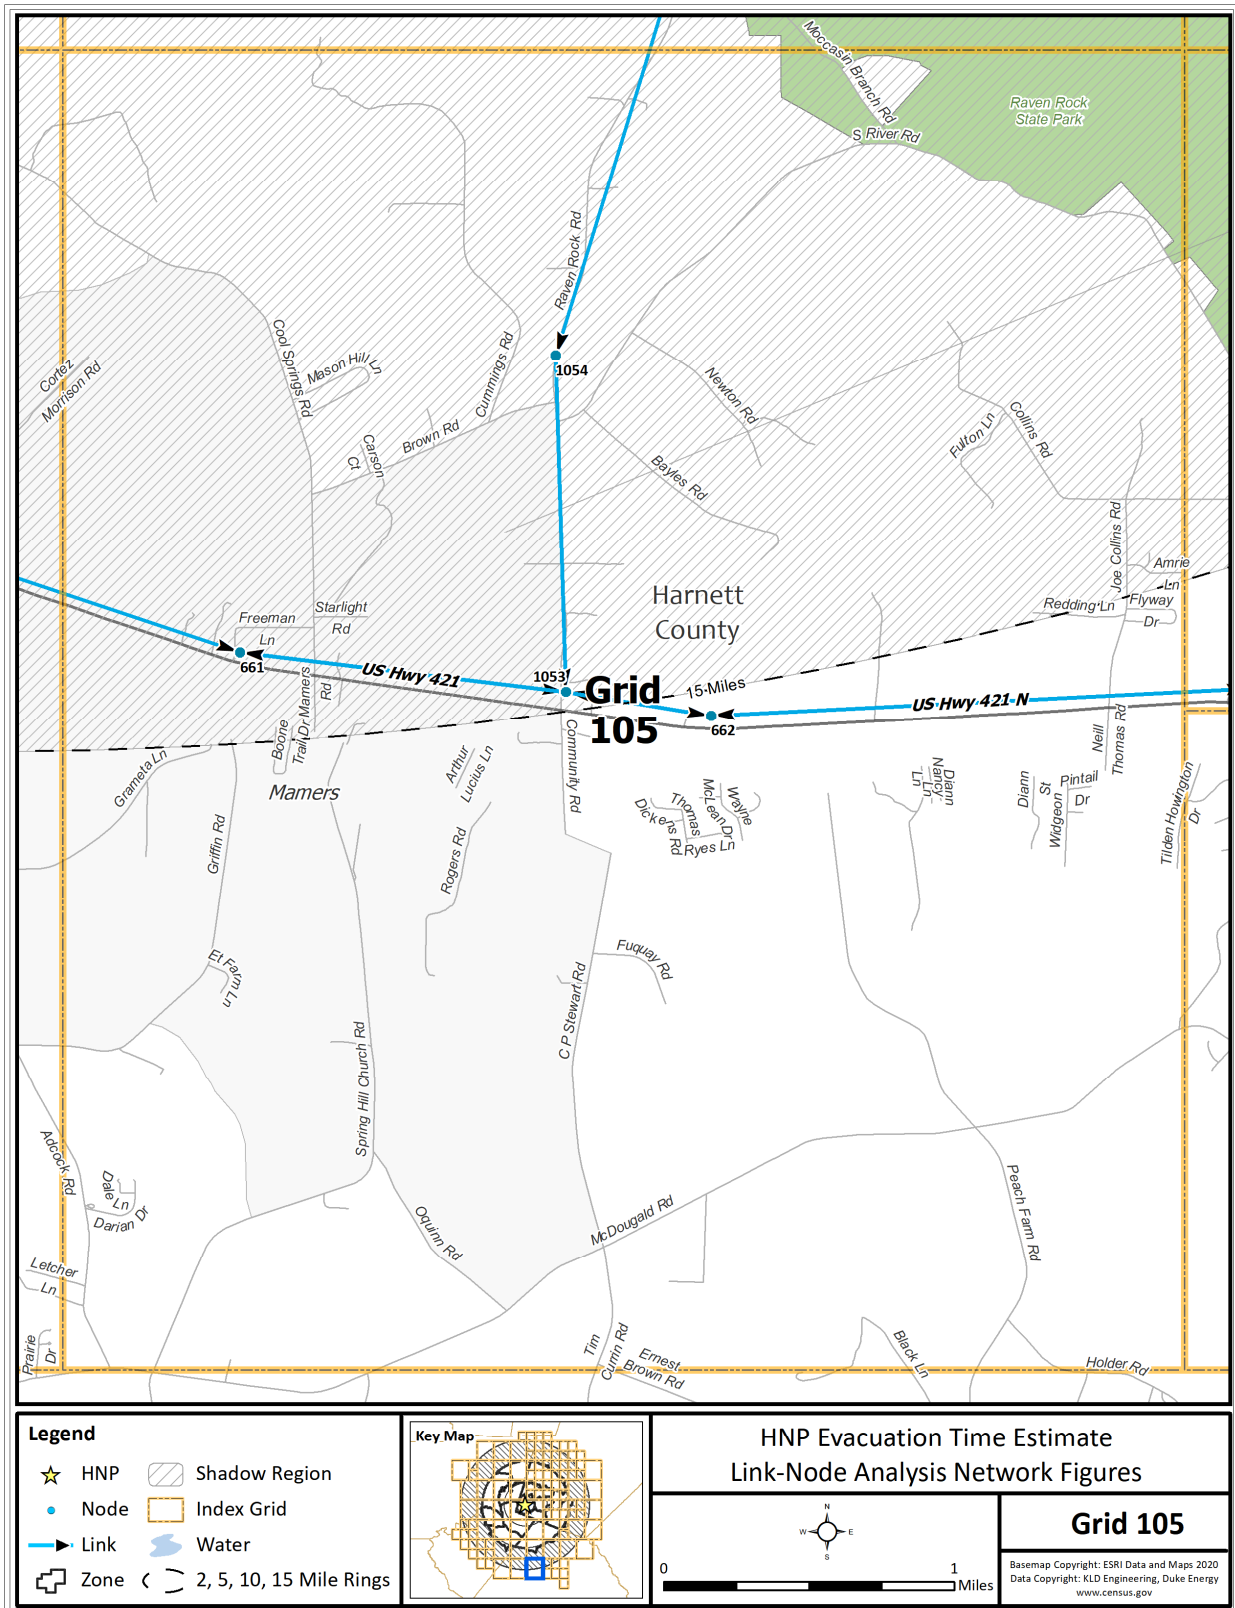 Moccasin Branch Rd
S River Rd
Raven Rock
State Park
Raven Rock Rd
Cool Springs Rd
Mason Hill Ln
Cummings Rd
Cortez
Morrison Rd
1054
Newton Rd
Brown Rd
Carson
Ct
Fulton Ln
Collins Rd
Bayles Rd
Joe Collins Rd
Amrie
Ln
Harnett
County
Freeman
Ln
Starlight
Rd
Redding Ln
Flyway
Dr
661
US Hwy 421
1053
Grid
105
15 Miles
662
US Hwy 421 N
Mamers
Rd
Boone
Trail Dr
Grameta Ln
Mamers
Arthur
Lucius Ln
Community Rd
Neill
Thomas Rd
Dickens Rd
Thomas
McLean Dr
Wayne
Ryes Ln
Nancy
Ln
Diann
Ln
Diann
St
Widgeon
Pintail
Dr
Tilden Howington
Dr
Griffin Rd
Rogers Rd
Et Farm
Ln
Fuquay Rd
C P Stewart Rd
Spring Hill Church Rd
Adcock Rd
Dale
Ln
Darian Dr
Oquinn Rd
McDougald Rd
Peach Farm Rd
Letcher
Ln
Prairie
Dr
Tim
Currin Rd
Ernest
Brown Rd
Black Ln
Holder Rd
Legend
HNP
Shadow Region
Node
Index Grid
Link
Water
Zone
2, 5, 10, 15 Mile Rings
Key Map
HNP Evacuation Time Estimate
Link-Node Analysis Network Figures
N
W E
S
0 1
Miles
Grid 105
Basemap Copyright: ESRI Data and Maps 2020
Data Copyright: KLD Engineering, Duke Energy
www.census.gov